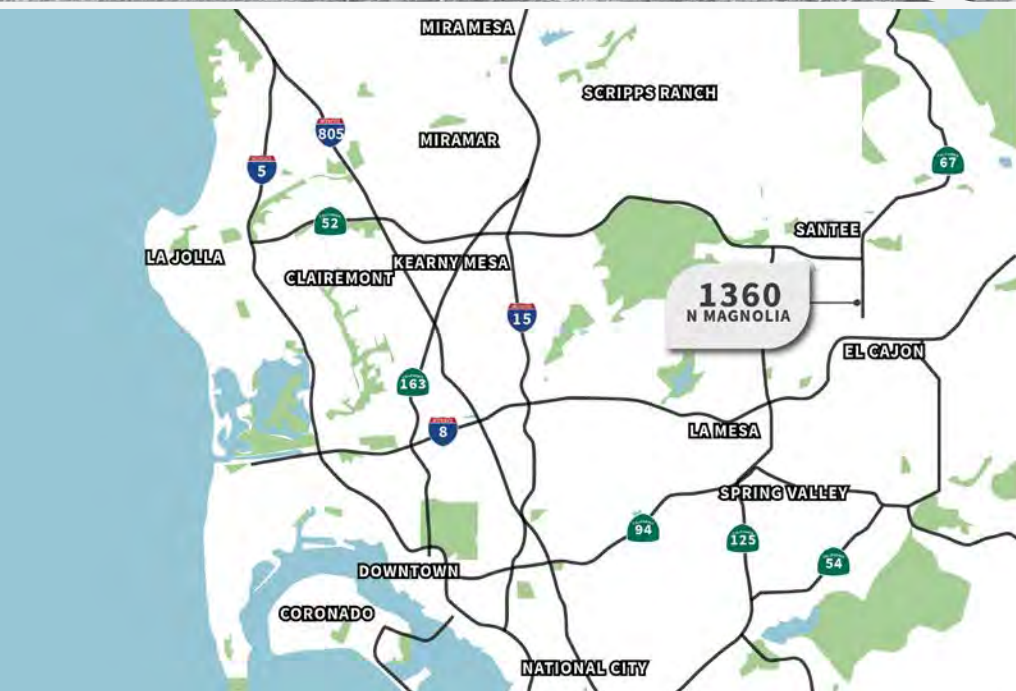 MIRA MESA
SCRIPPS RANCH
805
MIRAMAR
67
5
52
SANTEE
LA JOLLA
KEARNY MESA
CLAIREMONT
1360
N MAGNOLIA
15
EL CAJON
163
8
LA MESA
SPRING VALLEY
94
125
54
DOWNTOWN
CORONADO
NATIONAL CITY